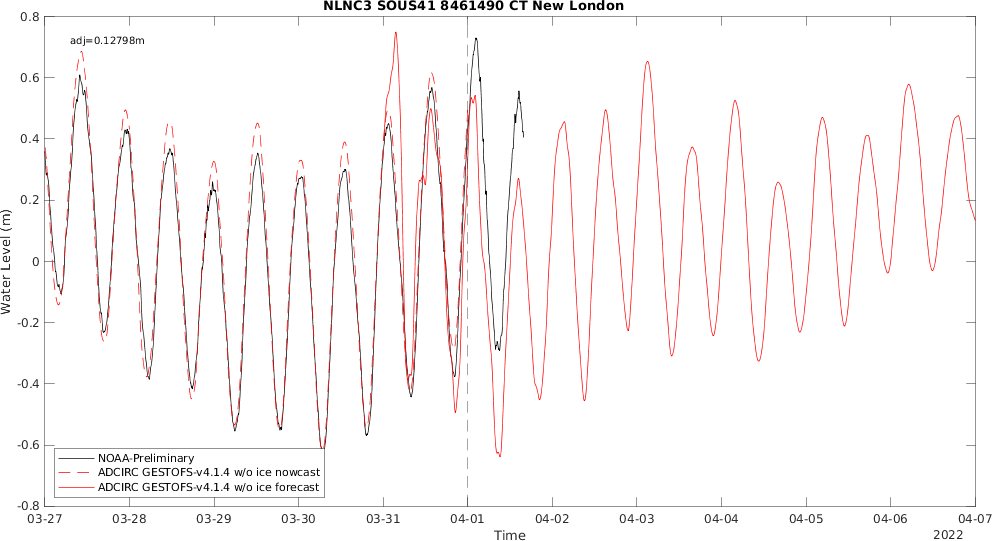 NLNC3 SOUS41 8461490 CT New London
adj=0.12798m
0.8
0.6
0.4
0.2
0
-0.2
-0.4
-0.6
-0.8
Water Level (m)
NOAA-Preliminary
ADCIRC GESTOFS-v4.1.4 w/o ice nowcast
ADCIRC GESTOFS-v4.1.4 w/o ice forecast
03-27 03-28 03-29 03-30 03-31 04-01 04-02 04-03 04-04 04-05 04-06 04-07
Time
2022